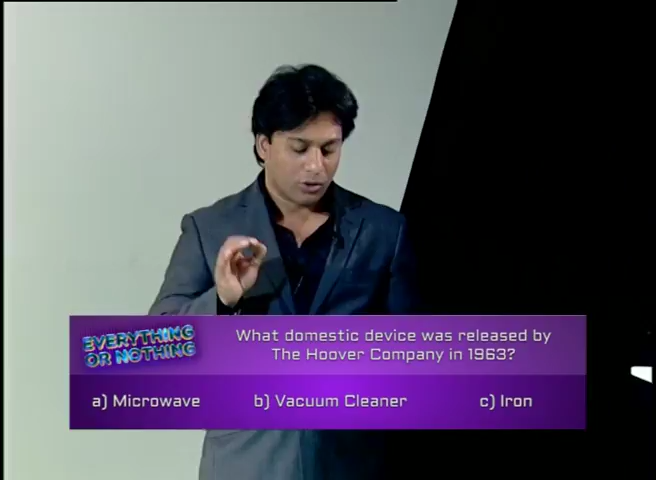 EVERYTHING
OR NOTHING
What domestic device was released by
The Hoover Company in 1963?
a) Microwave b) Vacuum Cleaner c) Iron